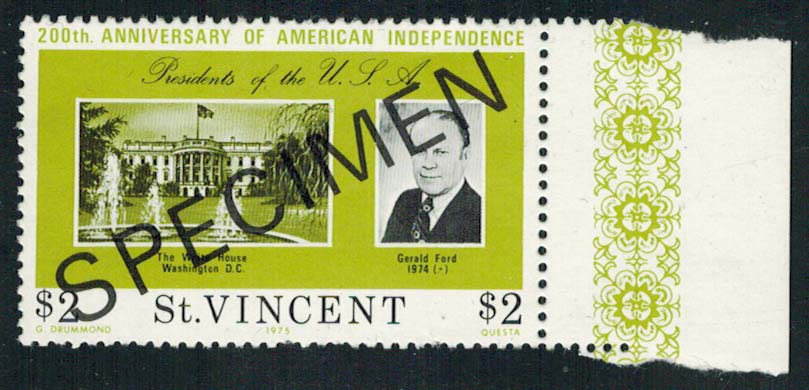 200th. ANNIVERSARY OF AMERICAN INDEPENDENCE
Presidents of the U.S.A.
SPECIMEN
The White House
Washington D.C.
Gerald Ford
1974 (-)
$2 St. VINCENT $2
G. DRUMMOND 1975 QUESTA